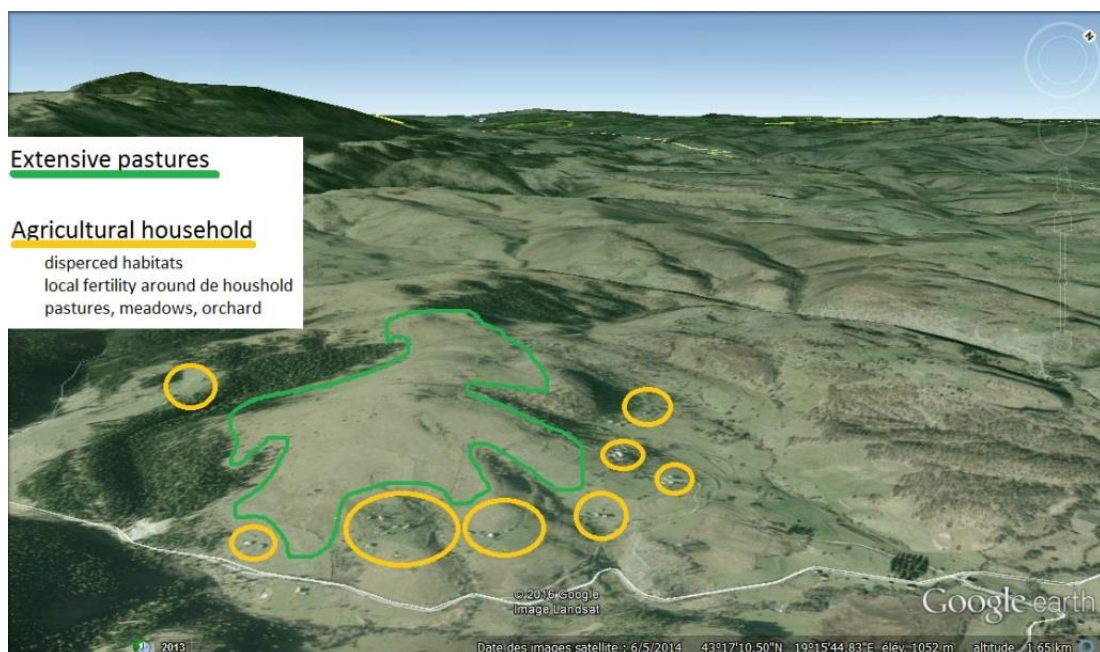 N
Extensive pastures
Agricultural household
disperced habitats
local fertility around de houshold
pastures, meadows, orchard
© 2016 Google
Image Landsat
Google earth
2013
Date des images satellite : 6/5/2014 43°17'10.50"N 19°15'44.83"E élév. 1052 m altitude 1.65 km